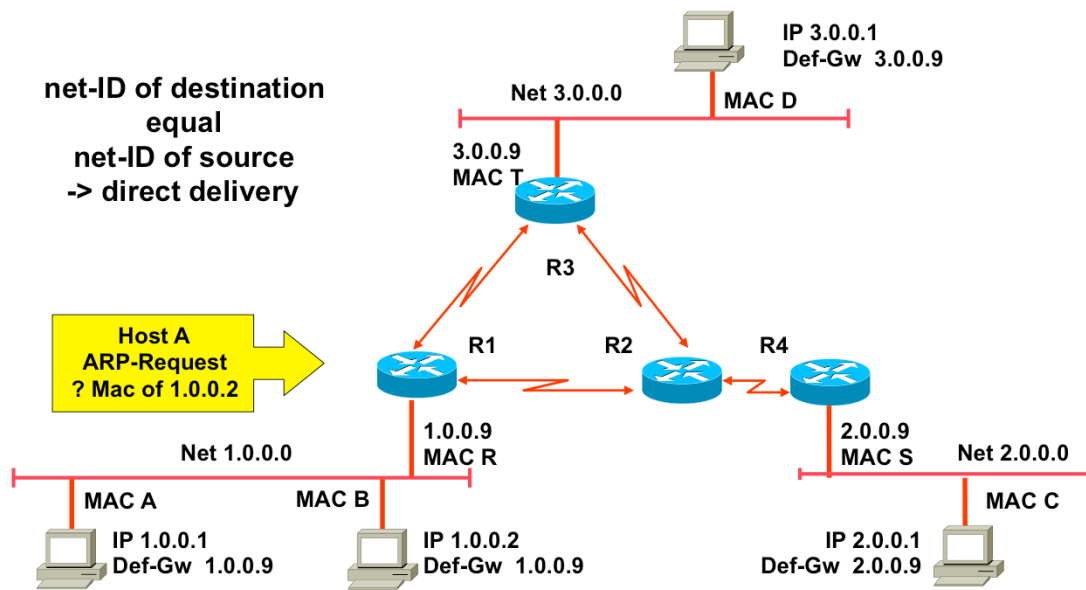 net-ID of destination
equal
net-ID of source
-> direct delivery
IP 3.0.0.1
Def-Gw 3.0.0.9
Net 3.0.0.0
MAC D
3.0.0.9
MAC T
R3
Host A
ARP-Request
? Mac of 1.0.0.2
R1
R2
R4
Net 1.0.0.0
1.0.0.9
MAC R
2.0.0.9
MAC S
Net 2.0.0.0
MAC A
MAC B
MAC C
IP 1.0.0.1
Def-Gw 1.0.0.9
IP 1.0.0.2
Def-Gw 1.0.0.9
IP 2.0.0.1
Def-Gw 2.0.0.9